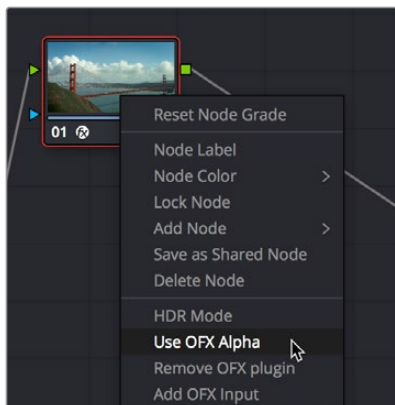 01 fx
Reset Node Grade
Node Label
Node Color >
Lock Node
Add Node >
Save as Shared Node
Delete Node
HDR Mode
Use OFX Alpha
Remove OFX plugin
Add OFX Input